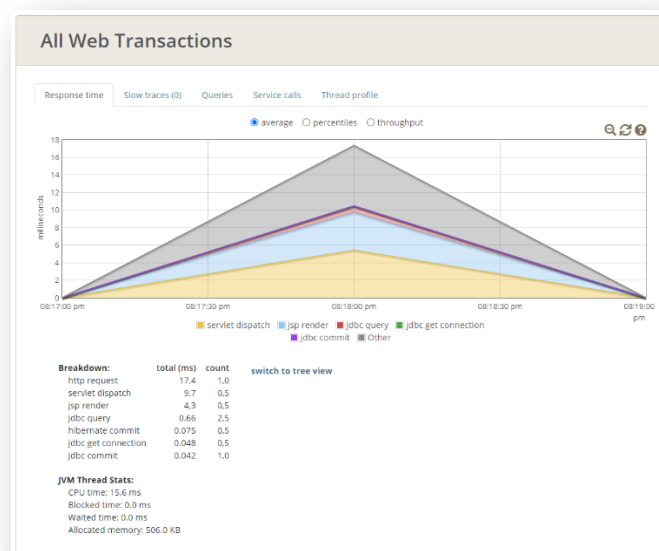 All Web Transactions
Response time Slow traces (0) Queries Service calls Thread profile
average percentiles throughput
18
16
14
12
10
8
6
4
2
0
milliseconds
08:17:00 pm 08:17:30 pm 08:18:00 pm 08:18:30 pm 08:19:00 pm
servlet dispatch jsp render jdbc query jdbc get connection
jdbc commit Other
Breakdown: total (ms) count switch to tree view
http request 17.4 1,0
servlet dispatch 9.7 0,5
jsp render 4,3 0,5
jdbc query 0.66 2,5
hibernate commit 0.075 0,5
jdbc get connection 0.048 0,5
jdbc commit 0.042 1,0
JVM Thread Stats:
CPU time: 15.6 ms
Blocked time: 0.0 ms
Waited time: 0.0 ms
Allocated memory: 506.0 KB